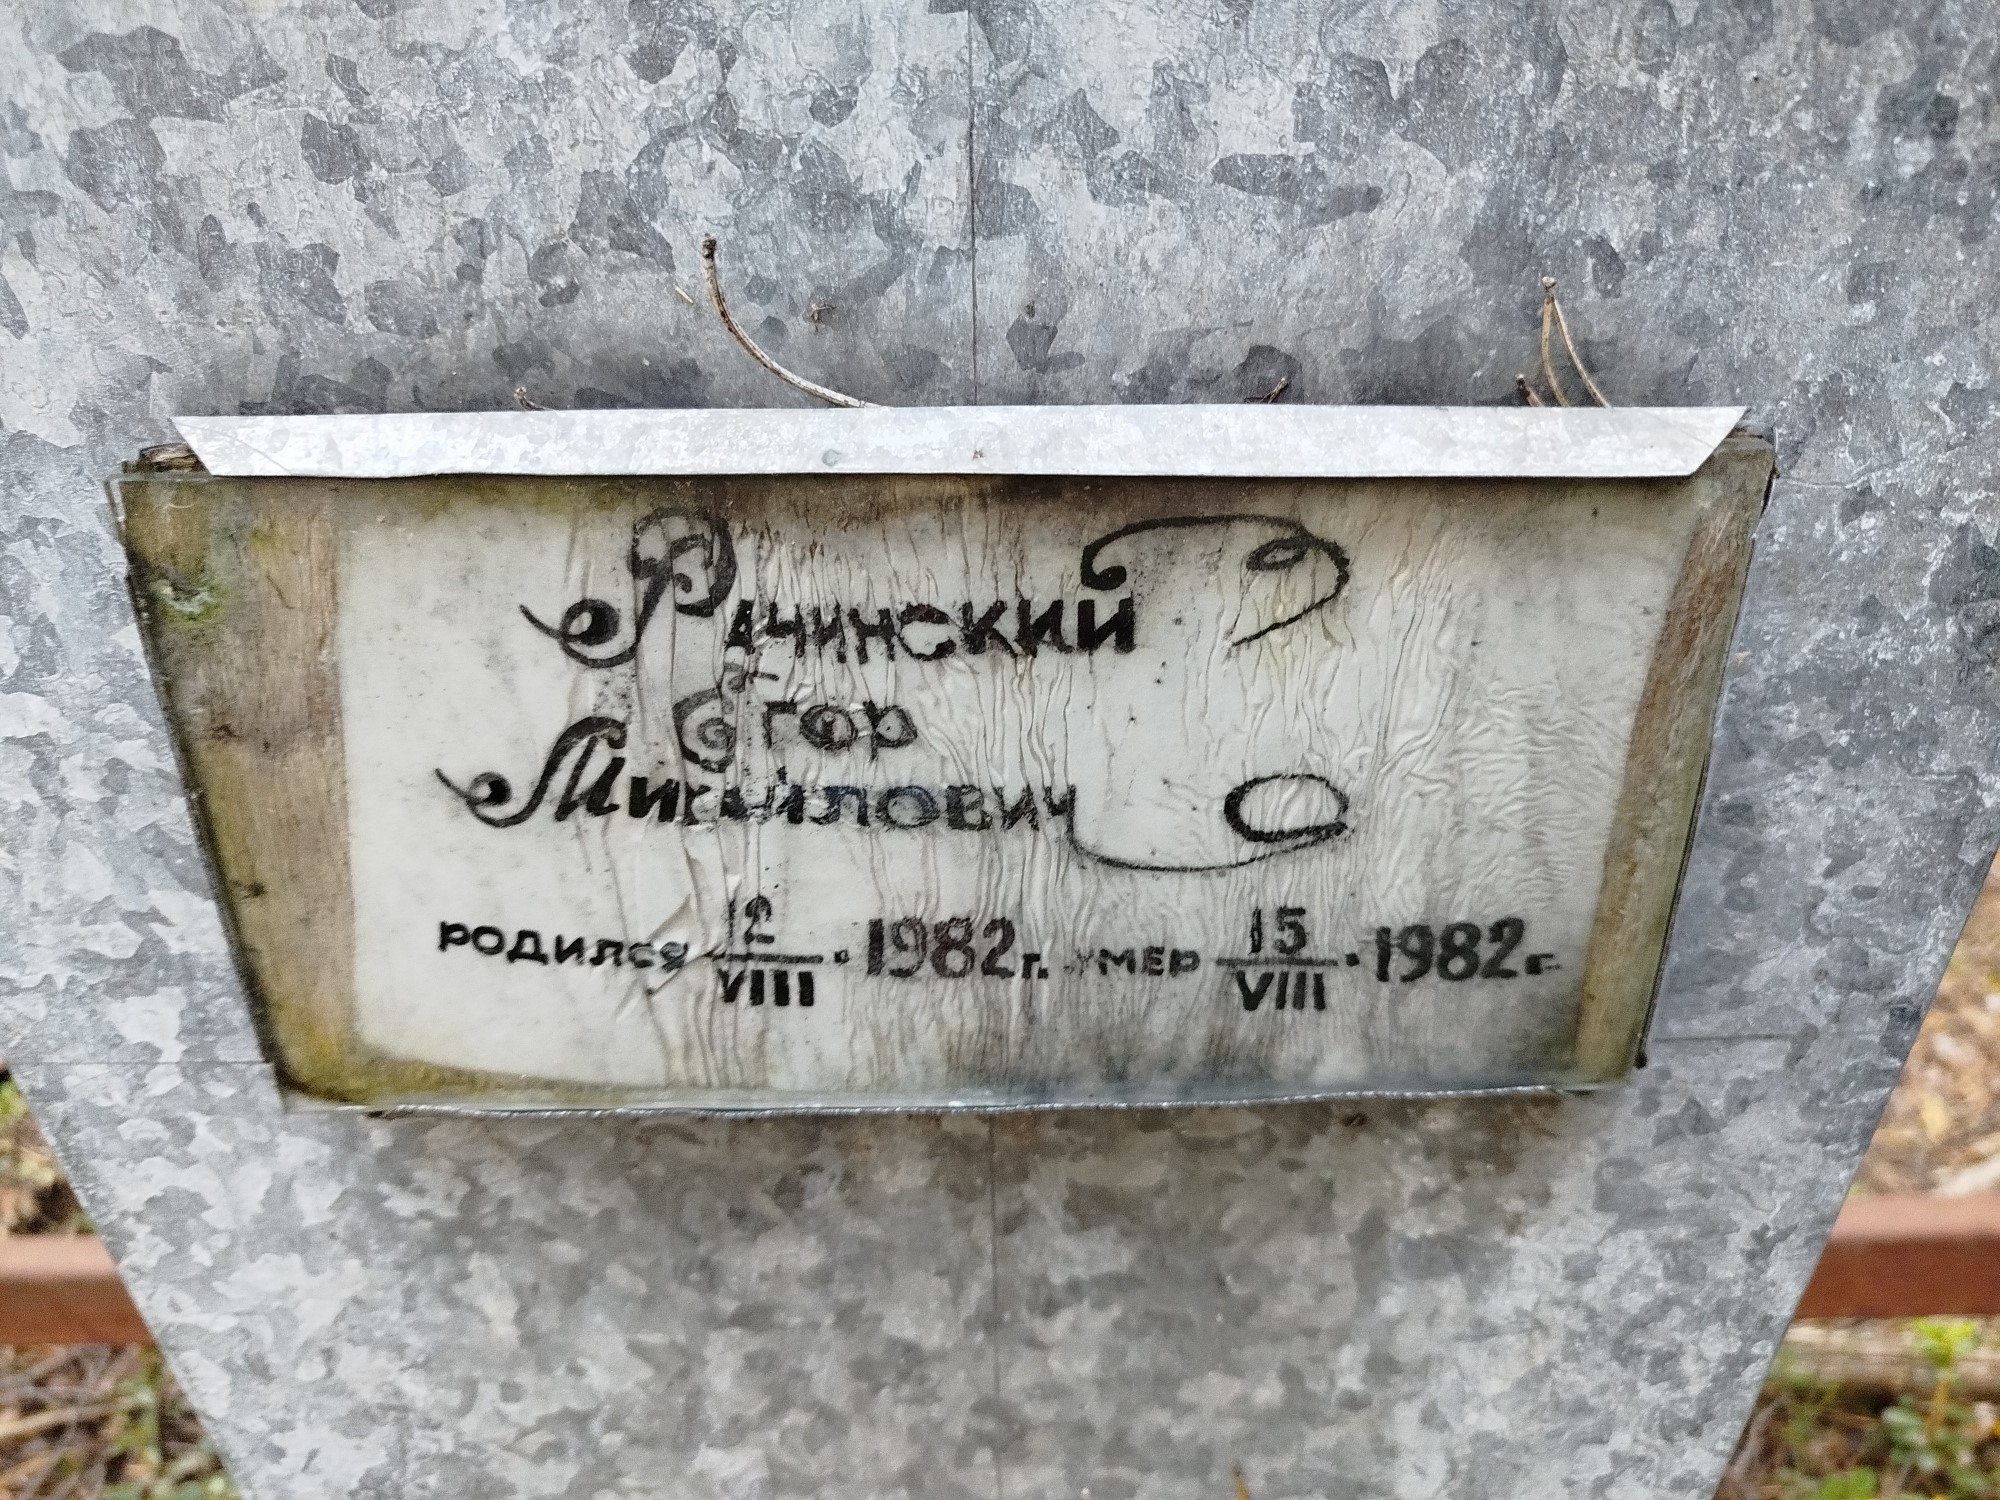 Рачинский
Егор
Михайлович
родился 12/VIII·1982г. умер 15/VIII·1982г.